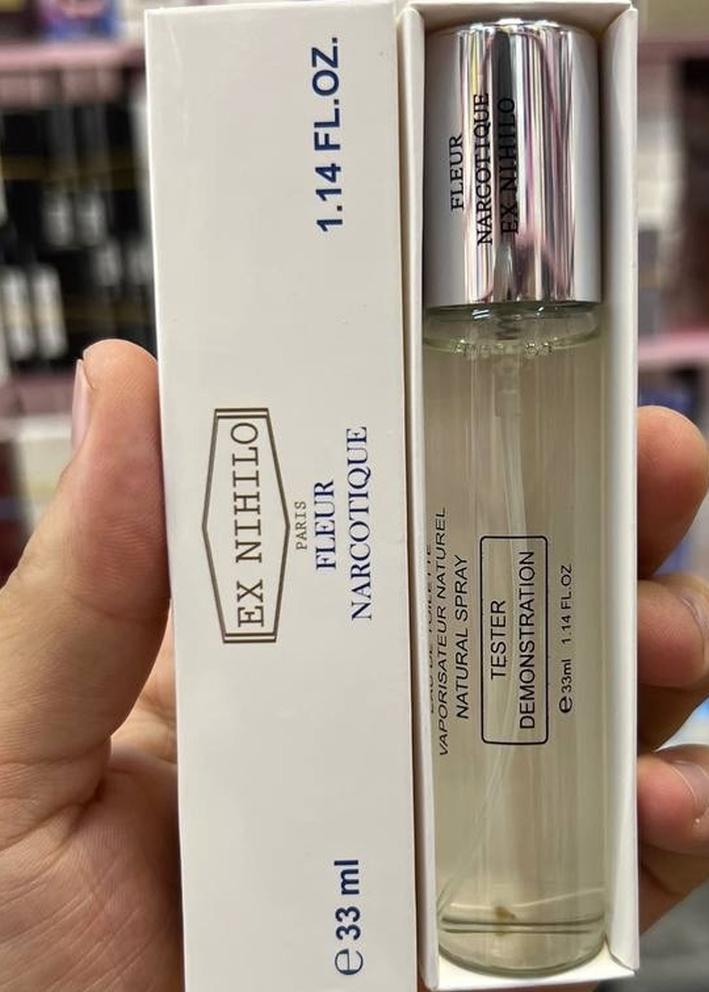 1.14 FL.OZ.
EX NIHILO
PARIS
FLEUR
NARCOTIQUE
e 33 ml
FLEUR
NARCOTIQUE
EX NIHILO
VAPORISATEUR NATUREL
NATURAL SPRAY
TESTER
DEMONSTRATION
e 33ml 1.14 FL.OZ